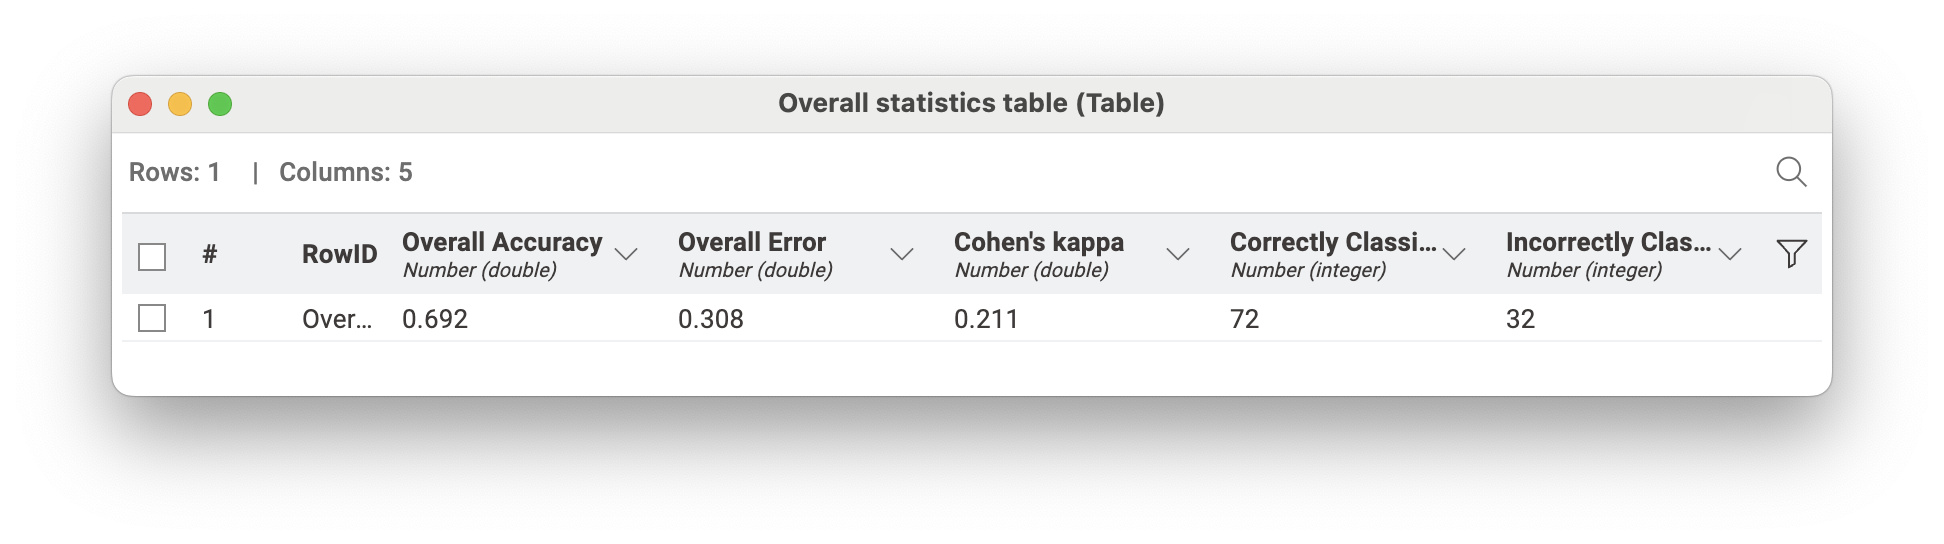 Overall statistics table (Table)
Rows: 1 | Columns: 5
# RowID Overall Accuracy Overall Error Cohen's kappa Correctly Classi... Incorrectly Clas...
Number (double) Number (double) Number (double) Number (integer) Number (integer)
1 Over... 0.692 0.308 0.211 72 32